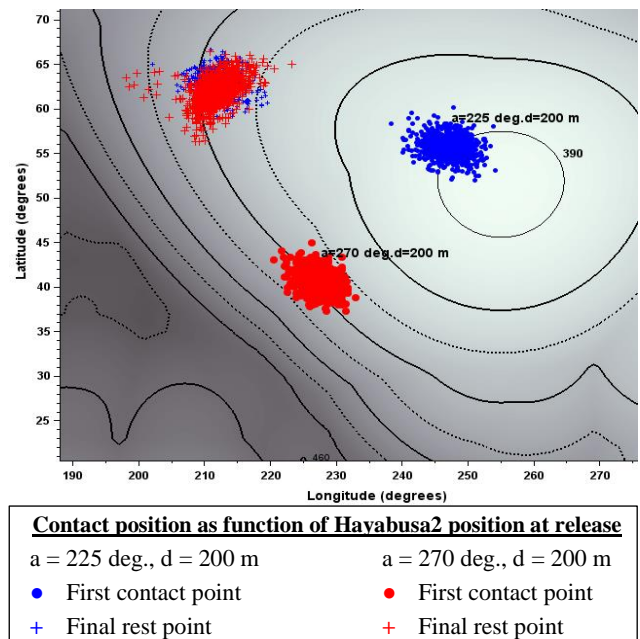 70
65
60
55
50
45
40
35
30
25
190
200
210
220
230
240
250
260
270
Latitude (degrees)
Longitude (degrees)
a=225 deg.d=200 m
390
a=270 deg.d=200 m
460
Contact position as function of Hayabusa2 position at release
a = 225 deg., d = 200 m
a = 270 deg., d = 200 m
First contact point
First contact point
Final rest point
Final rest point